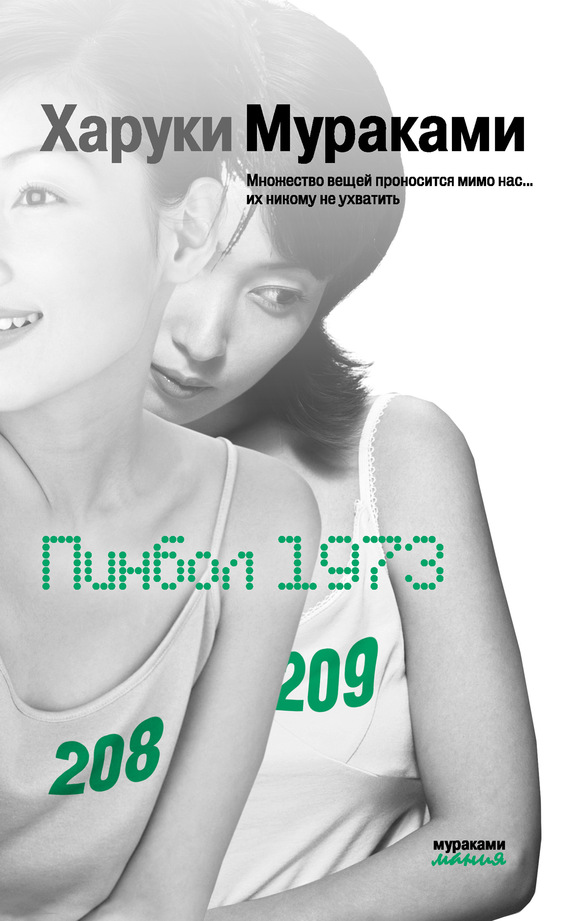 Харуки Мураками
Множество вещей проносится мимо нас...
их никому не ухватить
Пинбол 1973
209
208
мураками
мания